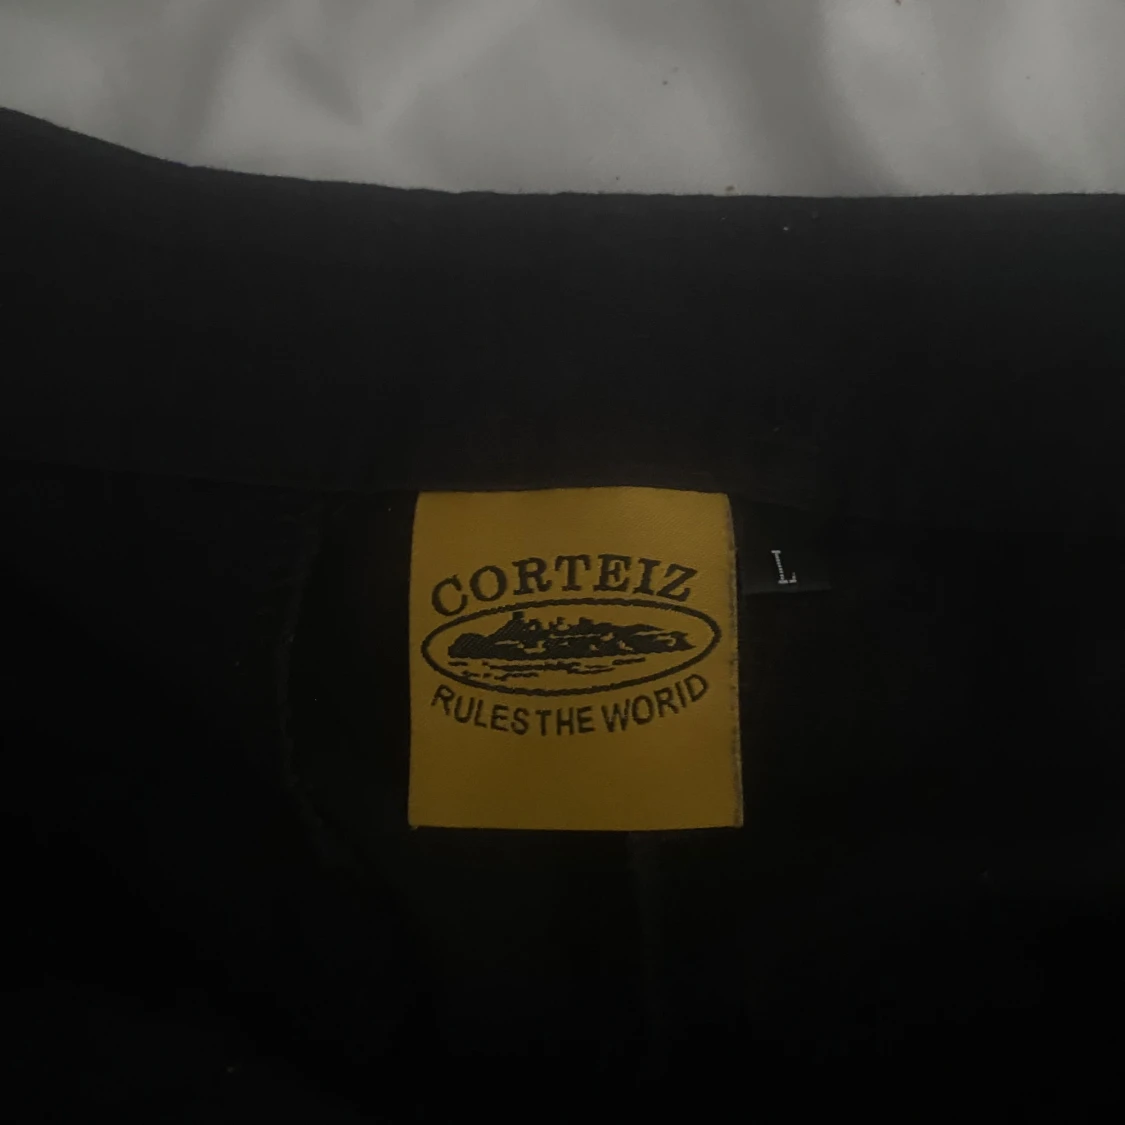 CORTEIZ
L
RULES THE WORID